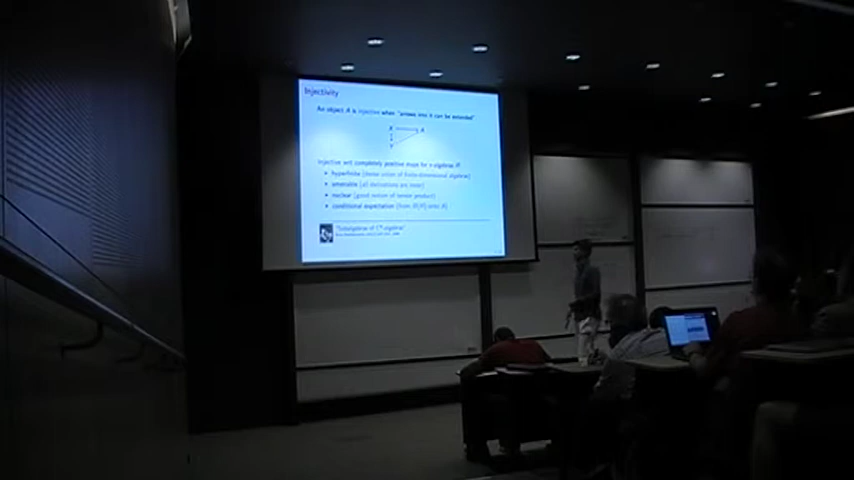 Injectivity
An object A is injective when "arrows into it can be extended"
X A
Y
Injective wrt completely positive maps for
hyperfinite (dense union of finite-dimensional algebras)
amenable (all derivations are inner)
nuclear (good notion of tensor product)
conditional expectation (from B(H) onto A)
"Subalgebras of C*-algebras"